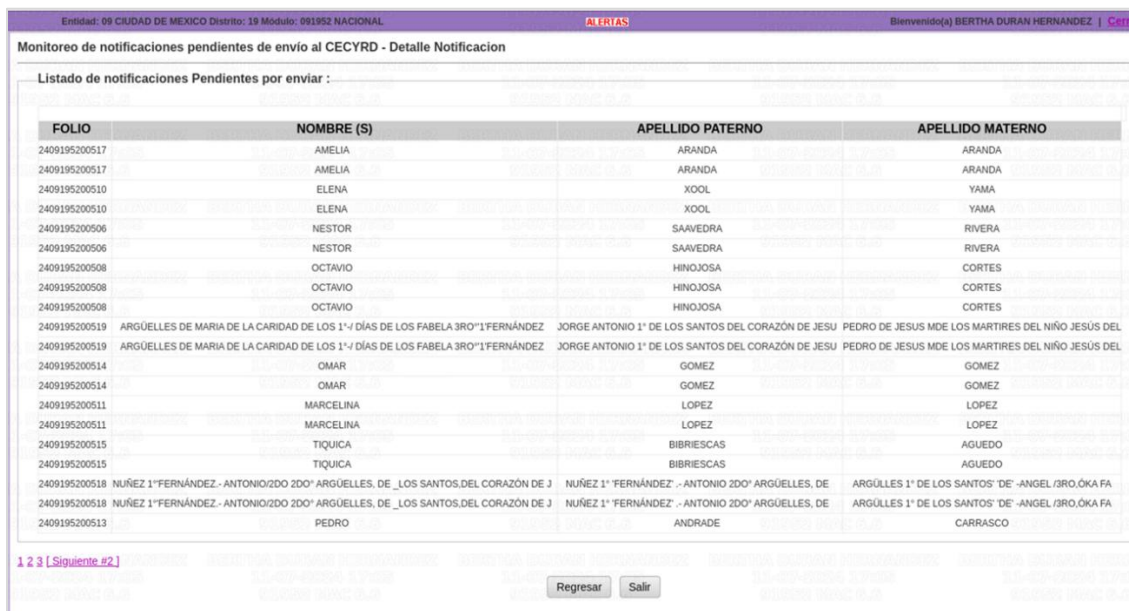 Entidad: 09 CIUDAD DE MEXICO Distrito: 19 Módulo: 091952 NACIONAL ALERTAS Bienvenido(a) BERTHA DURAN HERNANDEZ | Cerr
Monitoreo de notificaciones pendientes de envío al CECYRD - Detalle Notificacion
Listado de notificaciones Pendientes por enviar :
FOLIO NOMBRE (S) APELLIDO PATERNO APELLIDO MATERNO
2409195200517 AMELIA ARANDA ARANDA
2409195200517 AMELIA ARANDA ARANDA
2409195200510 ELENA XOOL YAMA
2409195200510 ELENA XOOL YAMA
2409195200506 NESTOR SAAVEDRA RIVERA
2409195200506 NESTOR SAAVEDRA RIVERA
2409195200508 OCTAVIO HINOJOSA CORTES
2409195200508 OCTAVIO HINOJOSA CORTES
2409195200508 OCTAVIO HINOJOSA CORTES
2409195200519 ARGÜELLES DE MARIA DE LA CARIDAD DE LOS 1°-/ DÍAS DE LOS FABELA 3RO°'1'FERNÁNDEZ JORGE ANTONIO 1° DE LOS SANTOS DEL CORAZÓN DE JESU PEDRO DE JESUS MDE LOS MARTIRES DEL NIÑO JESÚS DEL
2409195200519 ARGÜELLES DE MARIA DE LA CARIDAD DE LOS 1°-/ DÍAS DE LOS FABELA 3RO°'1'FERNÁNDEZ JORGE ANTONIO 1° DE LOS SANTOS DEL CORAZÓN DE JESU PEDRO DE JESUS MDE LOS MARTIRES DEL NIÑO JESÚS DEL
2409195200514 OMAR GOMEZ GOMEZ
2409195200514 OMAR GOMEZ GOMEZ
2409195200511 MARCELINA LOPEZ LOPEZ
2409195200511 MARCELINA LOPEZ LOPEZ
2409195200515 TIQUICA BIBRIESCAS AGUEDO
2409195200515 TIQUICA BIBRIESCAS AGUEDO
2409195200518 NUÑEZ 1°'FERNÁNDEZ.- ANTONIO/2DO 2DO° ARGÜELLES, DE _LOS SANTOS,DEL CORAZÓN DE J NUÑEZ 1° 'FERNÁNDEZ' .- ANTONIO 2DO° ARGÜELLES, DE ARGÜLLES 1° DE LOS SANTOS' 'DE' -ANGEL /3RO,ÓKA FA
2409195200518 NUÑEZ 1°'FERNÁNDEZ.- ANTONIO/2DO 2DO° ARGÜELLES, DE _LOS SANTOS,DEL CORAZÓN DE J NUÑEZ 1° 'FERNÁNDEZ' .- ANTONIO 2DO° ARGÜELLES, DE ARGÜLLES 1° DE LOS SANTOS' 'DE' -ANGEL /3RO,ÓKA FA
2409195200513 PEDRO ANDRADE CARRASCO
1 2 3 [ Siguiente #2 ]
Regresar Salir